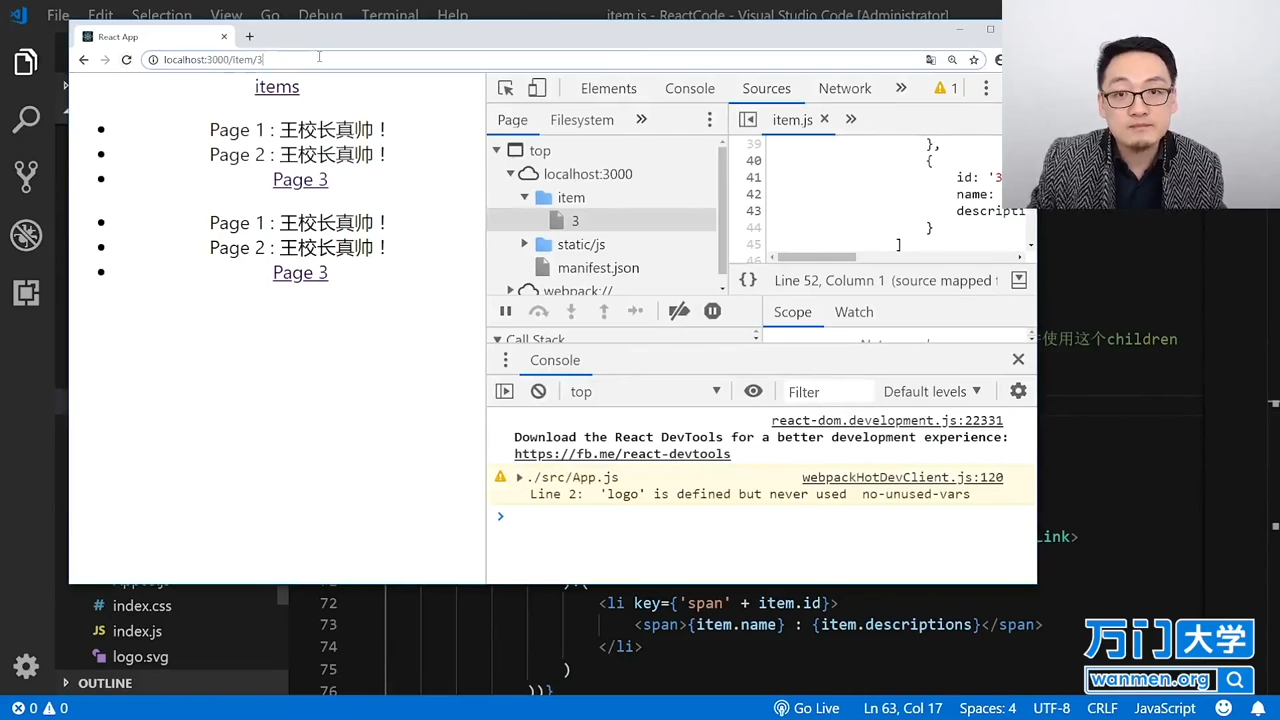 File Edit Selection View Go Debug Terminal Help item.js - ReactCode - Visual Studio Code [Administrator]
React App
localhost:3000/item/3
items
Page 1 : 王校长真帅！
Page 2 : 王校长真帅！
Page 3
Page 1 : 王校长真帅！
Page 2 : 王校长真帅！
Page 3
Elements Console Sources Network 1
Page Filesystem
item.js
top
localhost:3000
item
3
static/js
manifest.json
webpack://
39 },
40 {
41 id: '3
42 name:
43 descripti
44 }
45 ]
{} Line 52, Column 1 (source mapped
Scope Watch
Call Stack
Console
top Filter Default levels
react-dom.development.js:22331
Download the React DevTools for a better development experience:
https://fb.me/react-devtools
./src/App.js webpackHotDevClient.js:120
Line 2: 'logo' is defined but never used no-unused-vars
使用这个children
Link>
index.css
JS index.js
logo.svg
OUTLINE
72 <li key={'span' + item.id}>
73 <span>{item.name} : {item.descriptions}</span>
74 </li>
75 )
76 ))}
万门大学
wanmen.org
0 0 Go Live Ln 63, Col 17 Spaces: 4 UTF-8 CRLF JavaScript